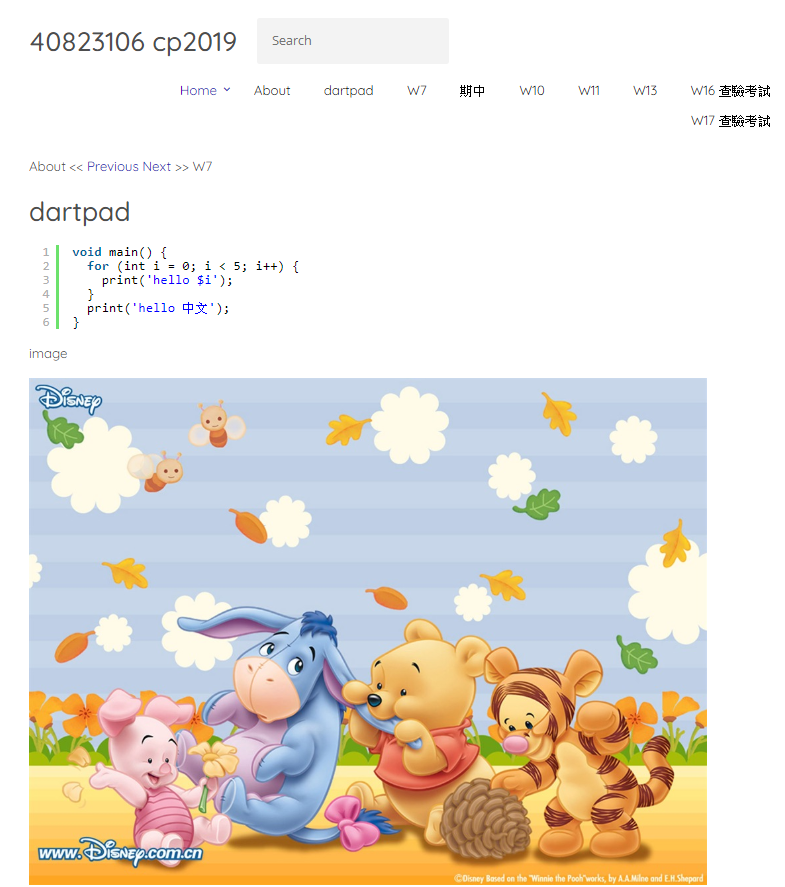 40823106 cp2019
Search
Home About dartpad W7 期中 W10 W11 W13 W16 查驗考試
W17 查驗考試
About << Previous Next >> W7
dartpad
1 void main() {
2 for (int i = 0; i < 5; i++) {
3 print('hello $i');
4 }
5 print('hello 中文');
6 }
image
Disney
www.Disney.com.cn
©Disney Based on the "Winnie the Pooh"works, by A.A.Milne and E.H.Shepard